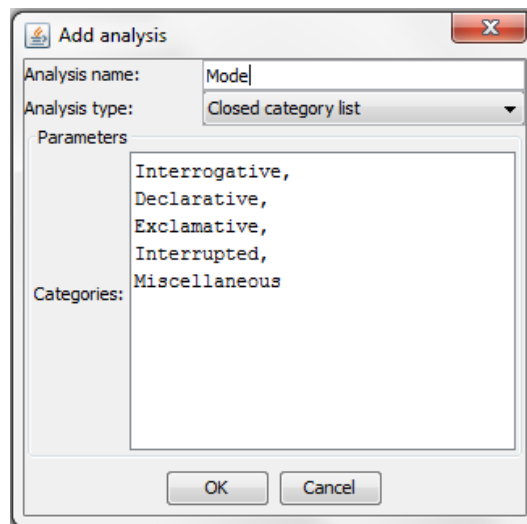 Add analysis
Analysis name: Mode
Analysis type: Closed category list
Parameters
Interrogative,
Declarative,
Exclamative,
Interrupted,
Categories: Miscellaneous
OK Cancel